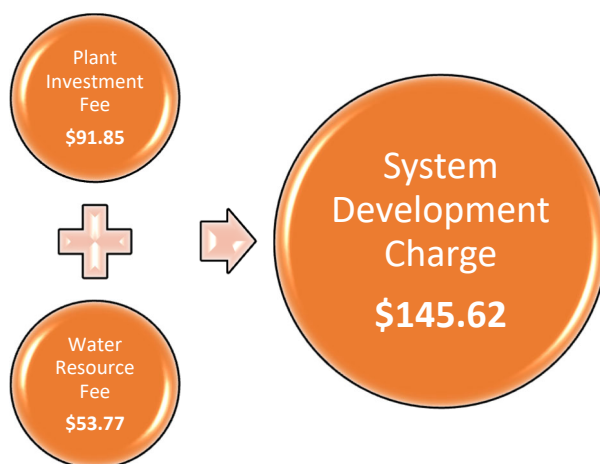 Plant
Investment
Fee
$91.85
Water
Resource
Fee
$53.77
System
Development
Charge
$145.62